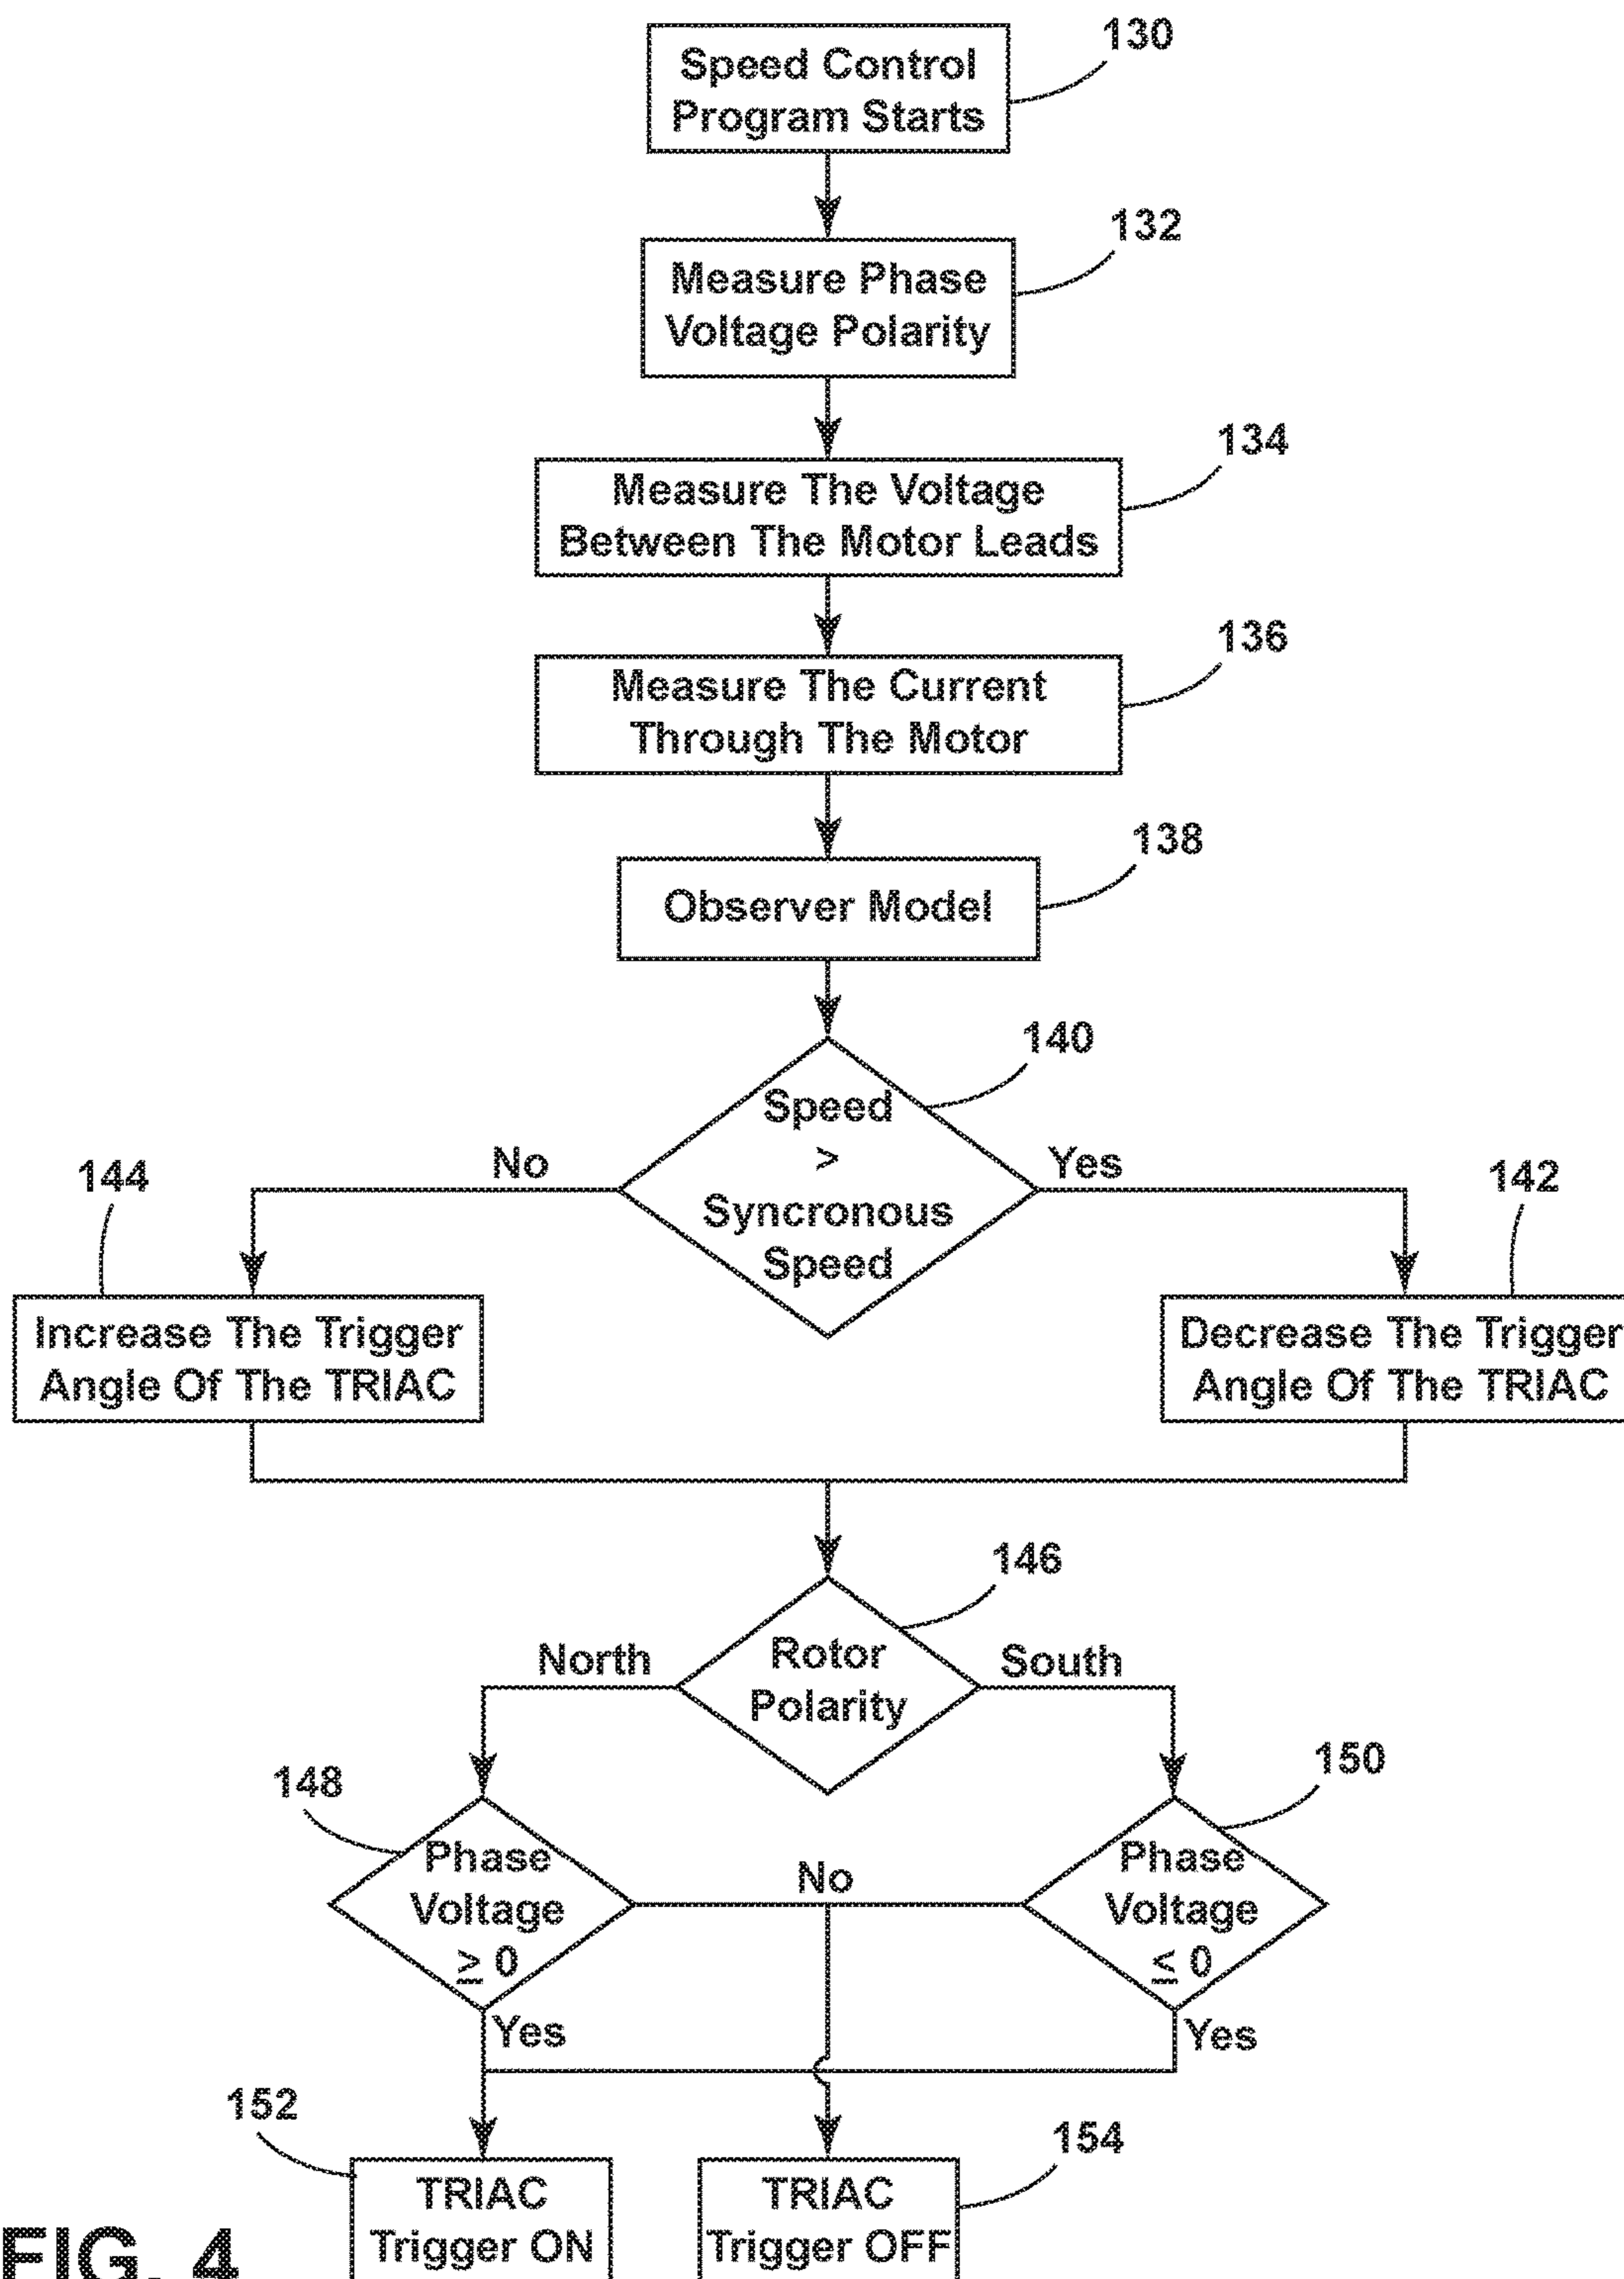 130
Speed Control
Program Starts
132
Measure Phase
Voltage Polarity
134
Measure The Voltage
Between The Motor Leads
136
Measure The Current
Through The Motor
138
Observer Model
140
Speed
>
Syncronous
Speed
No
Yes
144
142
Increase The Trigger
Angle Of The TRIAC
Decrease The Trigger
Angle Of The TRIAC
146
Rotor
Polarity
North
South
148
150
Phase
Voltage
≥ 0
No
Phase
Voltage
≤ 0
Yes
Yes
152
154
TRIAC
Trigger ON
TRIAC
Trigger OFF
FIG. 4